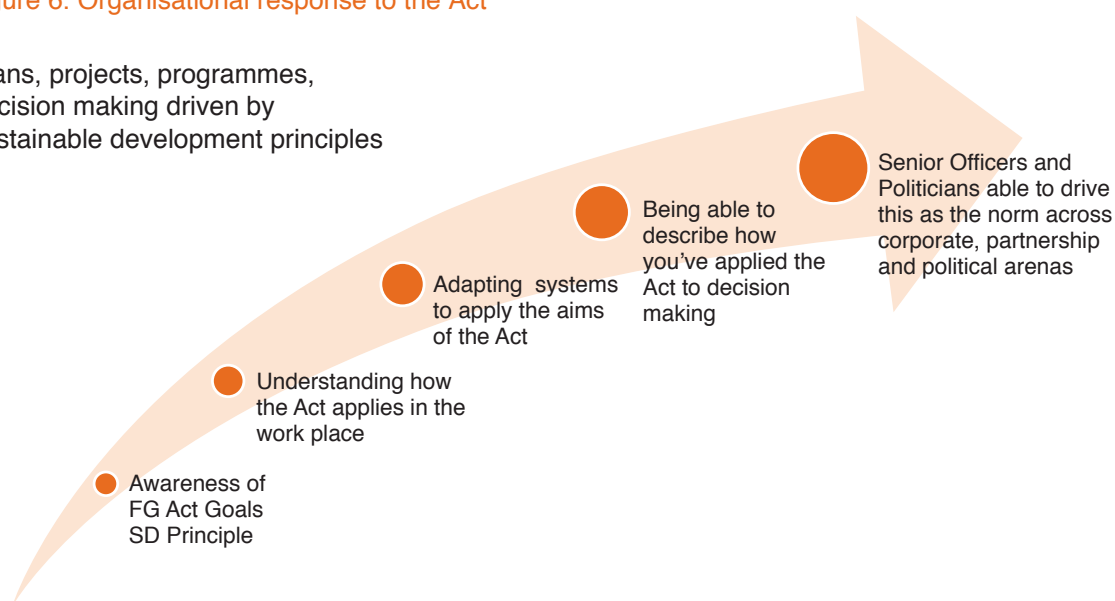 ure 6: Organisational response to the Act
ans, projects, programmes,
cision making driven by
stainable development principles
Senior Officers and
Politicians able to drive
this as the norm across
corporate, partnership
and political arenas
Being able to
describe how
you've applied the
Act to decision
making
Adapting systems
to apply the aims
of the Act
Understanding how
the Act applies in the
work place
Awareness of
FG Act Goals
SD Principle